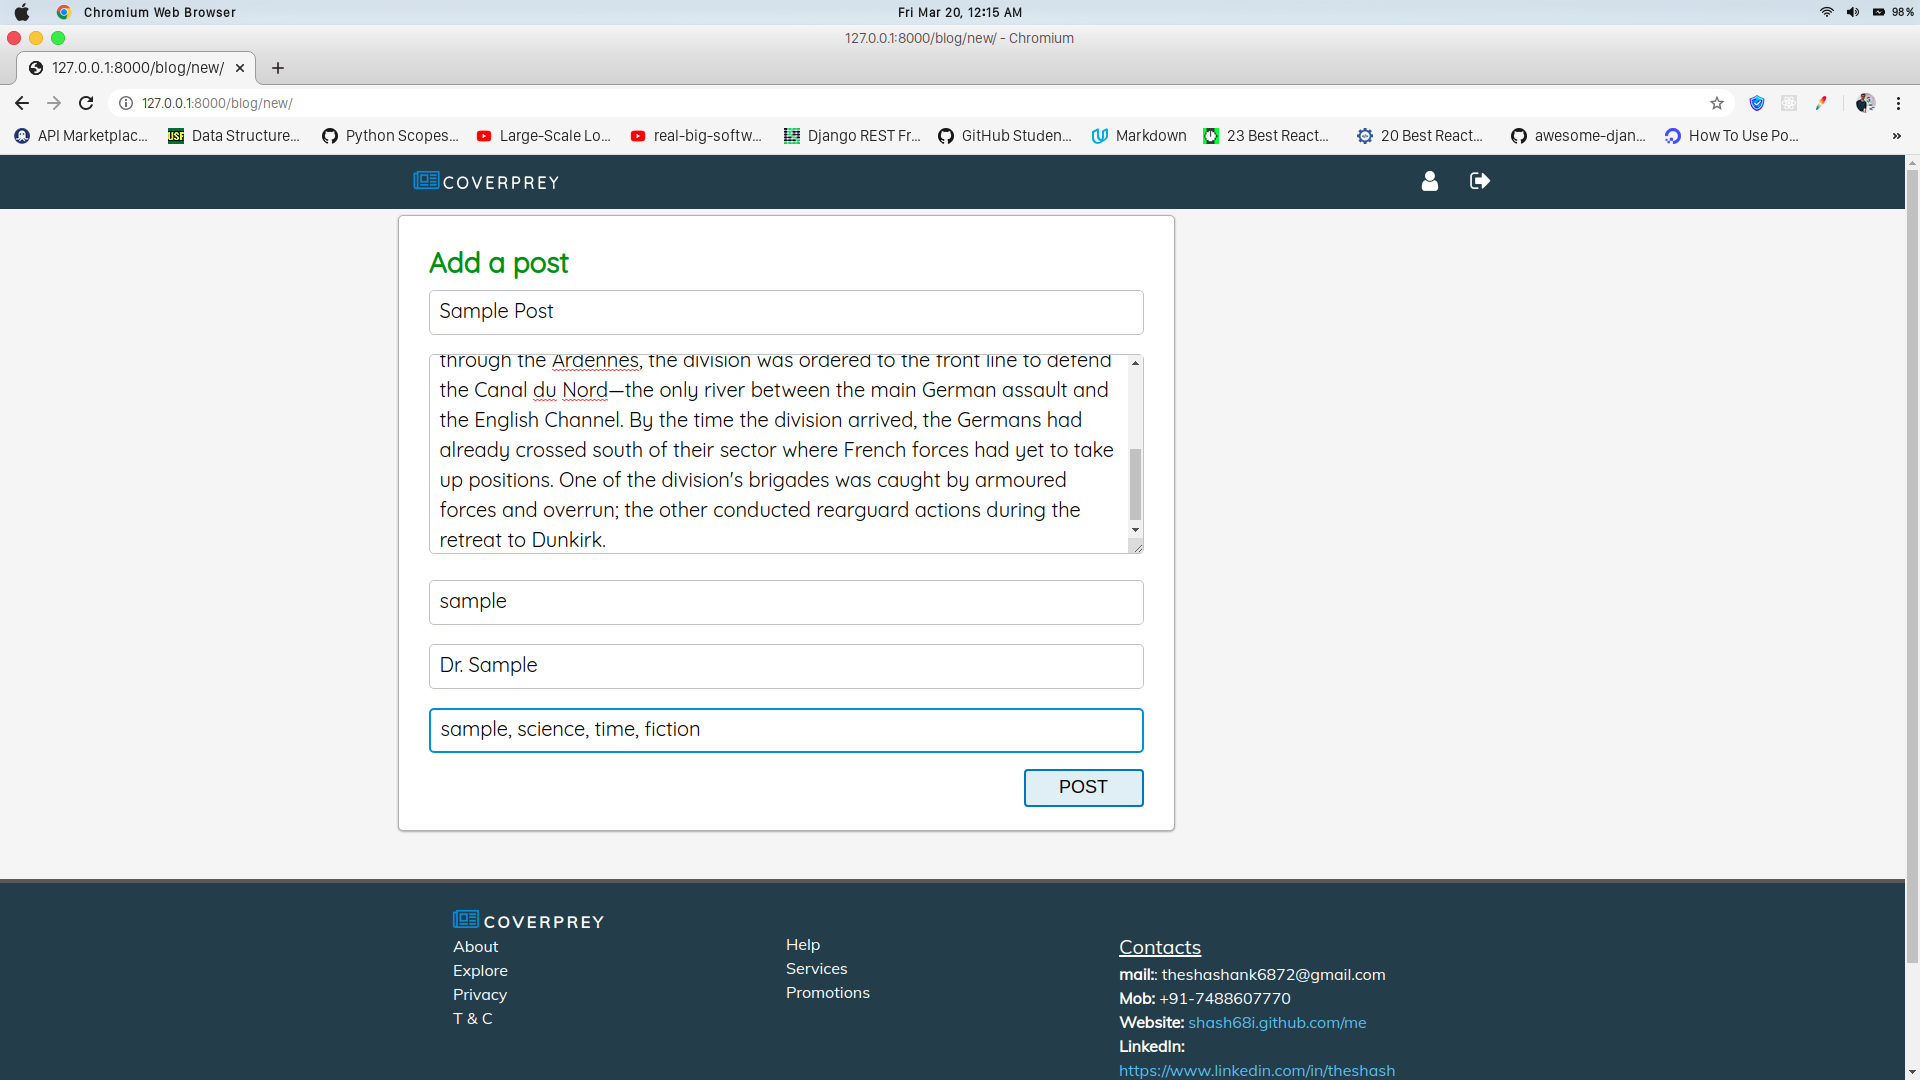 Chromium Web Browser
Fri Mar 20, 12:15 AM
98%
127.0.0.1:8000/blog/new/ - Chromium
127.0.0.1:8000/blog/new/
127.0.0.1:8000/blog/new/
API Marketplac...
Data Structure...
Python Scopes...
Large-Scale Lo...
real-big-softw...
Django REST Fr...
GitHub Studen...
Markdown
23 Best React...
20 Best React...
awesome-djan...
How To Use Po...
»
COVERPREY
Add a post
Sample Post
through the Ardennes, the division was ordered to the front line to defend
the Canal du Nord—the only river between the main German assault and
the English Channel. By the time the division arrived, the Germans had
already crossed south of their sector where French forces had yet to take
up positions. One of the division's brigades was caught by armoured
forces and overrun; the other conducted rearguard actions during the
retreat to Dunkirk.
sample
Dr. Sample
sample, science, time, fiction
POST
COVERPREY
About
Explore
Privacy
T & C
Help
Services
Promotions
Contacts
mail:: theshashank6872@gmail.com
Mob: +91-7488607770
Website: shash68i.github.com/me
LinkedIn:
https://www.linkedin.com/in/theshash